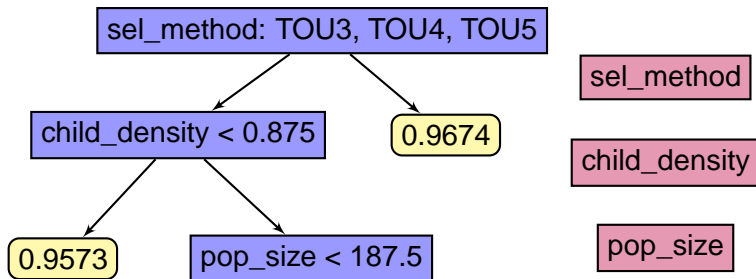 sel_method: TOU3, TOU4, TOU5
sel_method
child_density < 0.875
0.9674
child_density
0.9573
pop_size < 187.5
pop_size